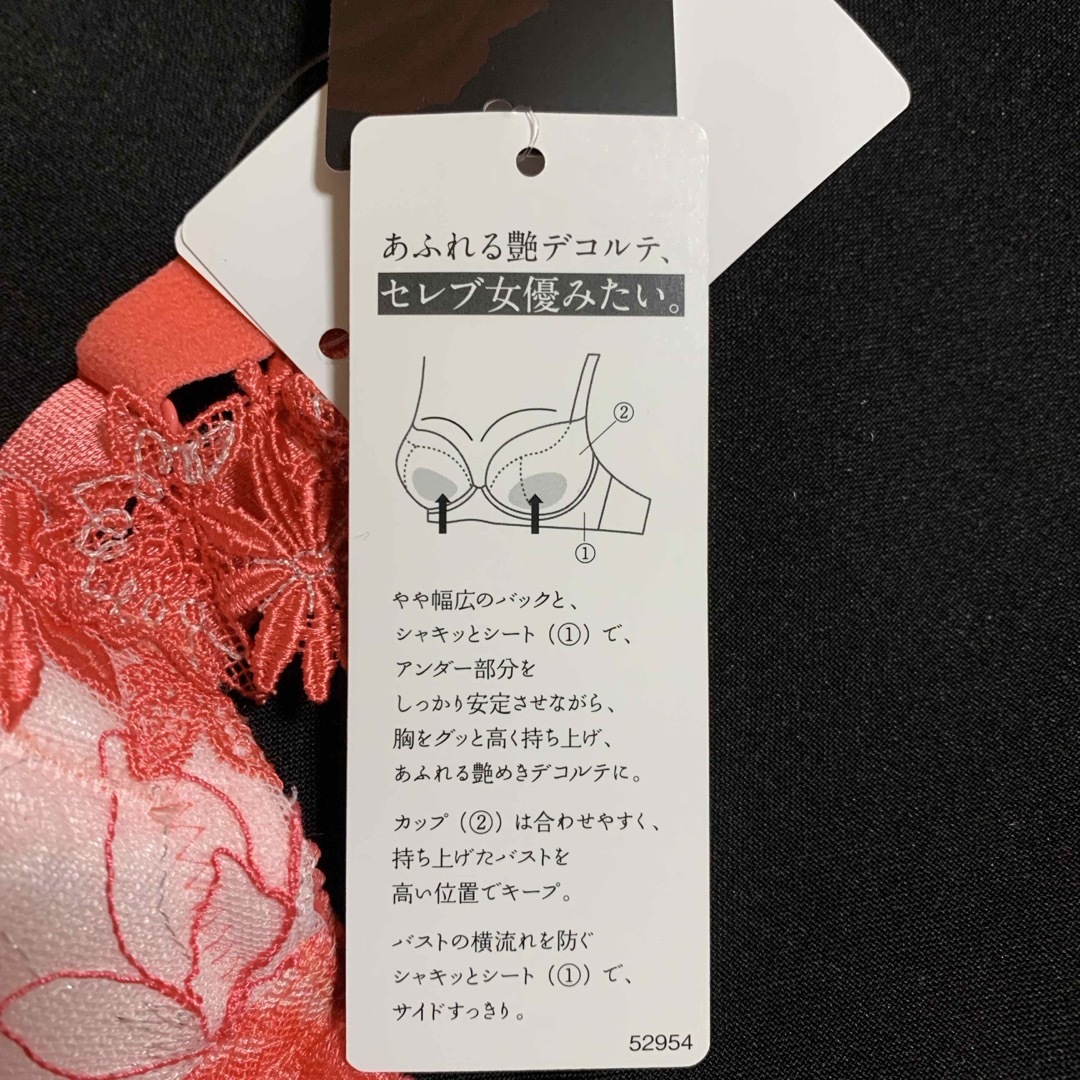 あふれる艶デコルテ、
セレブ女優みたい。
②
①
やや幅広のバックと、
シャキッとシート（①）で、
アンダー部分を
しっかり安定させながら、
胸をグッと高く持ち上げ、
あふれる艶めきデコルテに。
カップ（②）は合わせやすく、
持ち上げたバストを
高い位置でキープ。
バストの横流れを防ぐ
シャキッとシート（①）で、
サイドすっきり。
52954